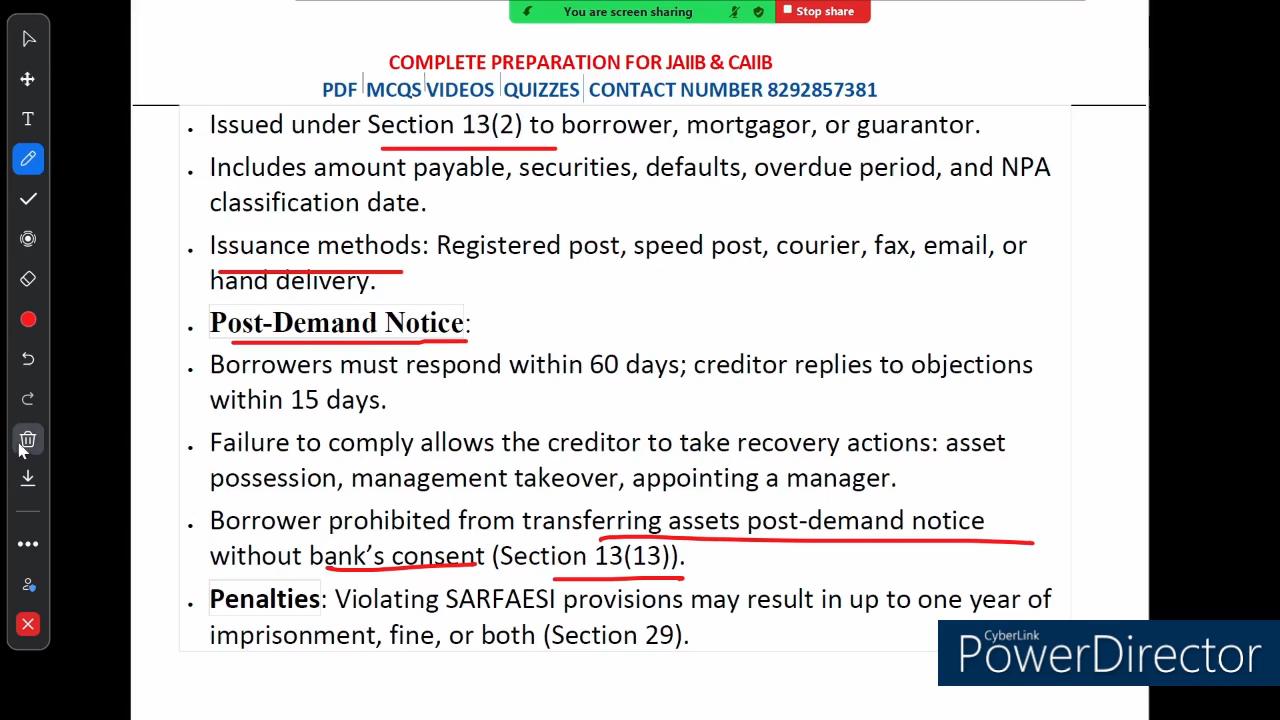 You are screen sharing
Stop share
COMPLETE PREPARATION FOR JAIIB & CAIIB
PDF MCQS VIDEOS QUIZZES CONTACT NUMBER 8292857381
• Issued under Section 13(2) to borrower, mortgagor, or guarantor.
• Includes amount payable, securities, defaults, overdue period, and NPA
classification date.
• Issuance methods: Registered post, speed post, courier, fax, email, or
hand delivery.
• Post-Demand Notice:
• Borrowers must respond within 60 days; creditor replies to objections
within 15 days.
• Failure to comply allows the creditor to take recovery actions: asset
possession, management takeover, appointing a manager.
• Borrower prohibited from transferring assets post-demand notice
without bank’s consent (Section 13(13)).
• Penalties: Violating SARFAESI provisions may result in up to one year of
imprisonment, fine, or both (Section 29).
CyberLink
PowerDirector